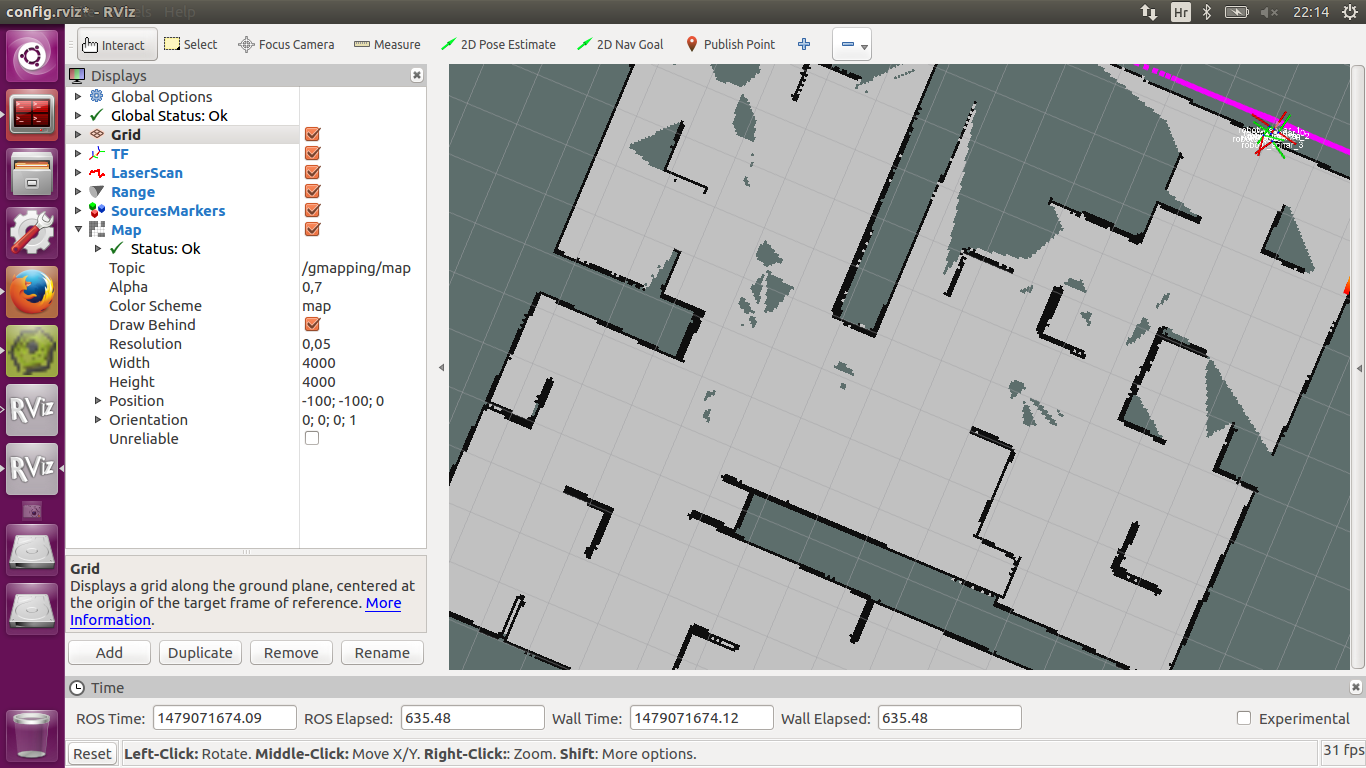 config.rviz* - RViz
Hr
22:14
Interact
Select
Focus Camera
Measure
2D Pose Estimate
2D Nav Goal
Publish Point
Displays
Global Options
Global Status: Ok
Grid
TF
LaserScan
Range
SourcesMarkers
Map
Status: Ok
Topic /gmapping/map
Alpha 0,7
Color Scheme map
Draw Behind
Resolution 0,05
Width 4000
Height 4000
Position -100; -100; 0
Orientation 0; 0; 0; 1
Unreliable
RViz
RViz
Grid
Displays a grid along the ground plane, centered at
the origin of the target frame of reference. More
Information.
Add
Duplicate
Remove
Rename
Time
ROS Time: 1479071674.09
ROS Elapsed: 635.48
Wall Time: 1479071674.12
Wall Elapsed: 635.48
Experimental
Reset
Left-Click: Rotate. Middle-Click: Move X/Y. Right-Click:: Zoom. Shift: More options.
31 fps